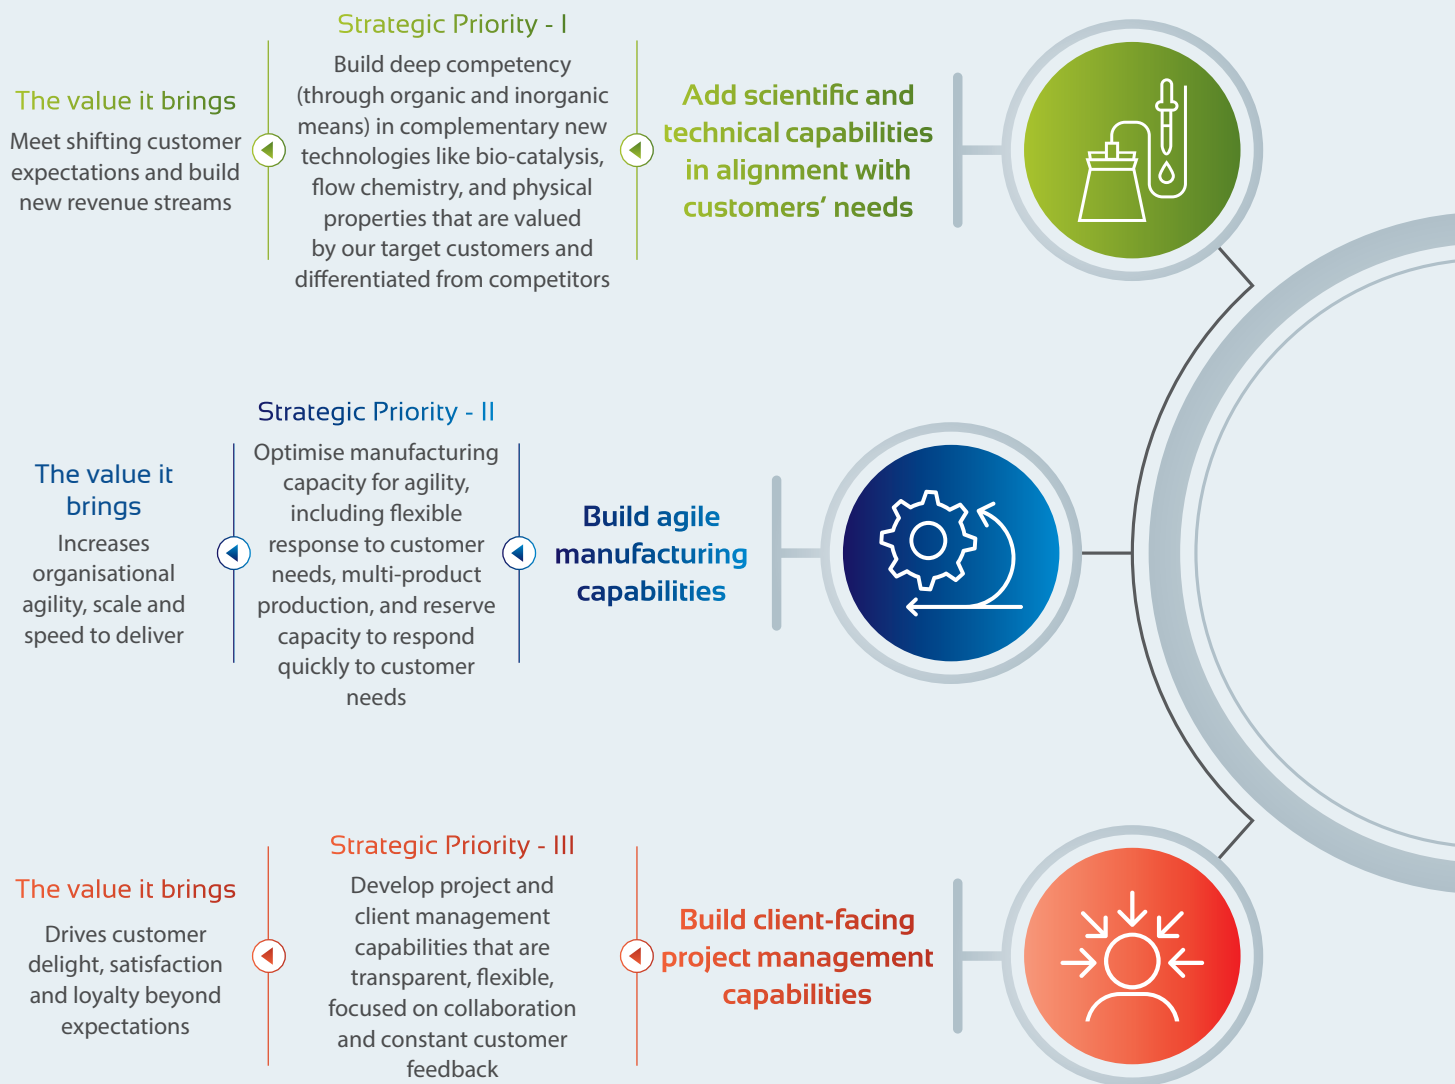 Strategic Priority - I
The value it brings
Meet shifting customer
expectations and build
new revenue streams
Build deep competency
(through organic and inorganic
means) in complementary new
technologies like bio-catalysis,
flow chemistry, and physical
properties that are valued
by our target customers and
differentiated from competitors
Add scientific and
technical capabilities
in alignment with
customers’ needs
Strategic Priority - II
The value it
brings
Increases
organisational
agility, scale and
speed to deliver
Optimise manufacturing
capacity for agility,
including flexible
response to customer
needs, multi-product
production, and reserve
capacity to respond
quickly to customer
needs
Build agile
manufacturing
capabilities
Strategic Priority - III
The value it brings
Drives customer
delight, satisfaction
and loyalty beyond
expectations
Develop project and
client management
capabilities that are
transparent, flexible,
focused on collaboration
and constant customer
feedback
Build client-facing
project management
capabilities